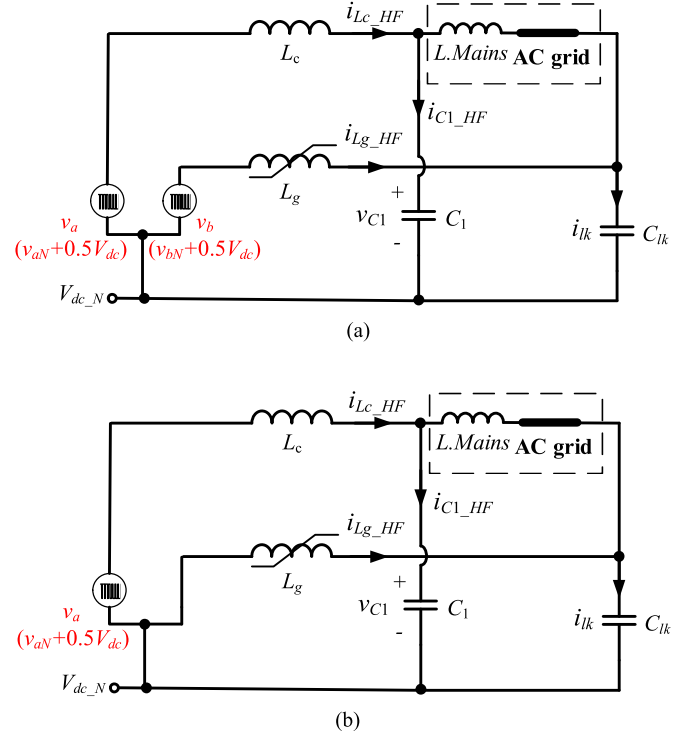 i_Lc_HF
L_c
L.Mains AC grid
i_C1_HF
i_Lg_HF
L_g
v_a
(v_aN+0.5V_dc)
v_b
(v_bN+0.5V_dc)
+
v_C1
-
C_1
i_lk
C_lk
V_dc_N
(a)
i_Lc_HF
L_c
L.Mains AC grid
i_C1_HF
i_Lg_HF
L_g
v_a
(v_aN+0.5V_dc)
+
v_C1
-
C_1
i_lk
C_lk
V_dc_N
(b)